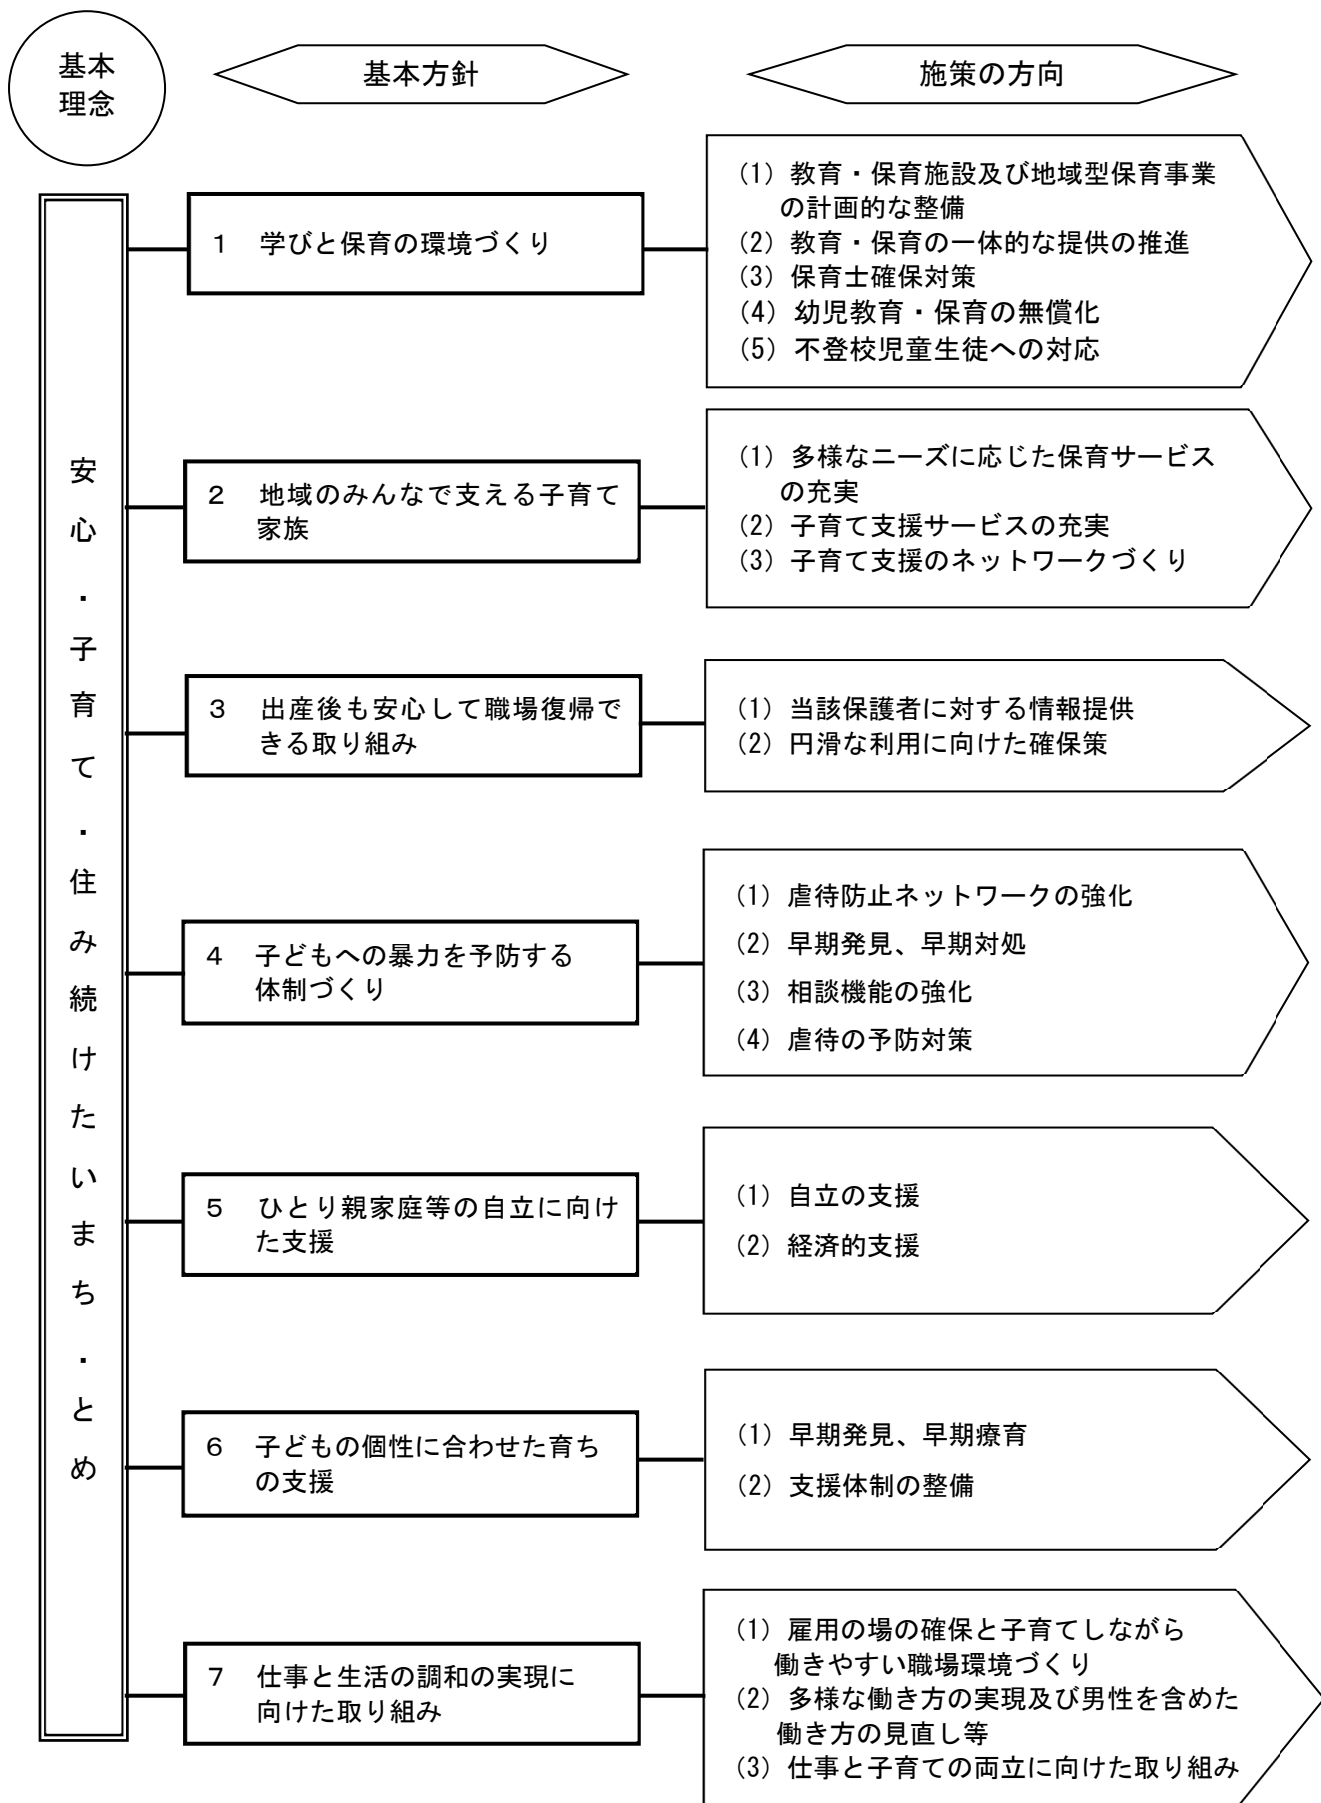 基本
理念
基本方針
施策の方向
安心・子育て・住み続けたいまち・とめ
1 学びと保育の環境づくり
(1) 教育・保育施設及び地域型保育事業
の計画的な整備
(2) 教育・保育の一体的な提供の推進
(3) 保育士確保対策
(4) 幼児教育・保育の無償化
(5) 不登校児童生徒への対応
2 地域のみんなで支える子育て
家族
(1) 多様なニーズに応じた保育サービス
の充実
(2) 子育て支援サービスの充実
(3) 子育て支援のネットワークづくり
3 出産後も安心して職場復帰で
きる取り組み
(1) 当該保護者に対する情報提供
(2) 円滑な利用に向けた確保策
4 子どもへの暴力を予防する
体制づくり
(1) 虐待防止ネットワークの強化
(2) 早期発見、早期対処
(3) 相談機能の強化
(4) 虐待の予防対策
5 ひとり親家庭等の自立に向け
た支援
(1) 自立の支援
(2) 経済的支援
6 子どもの個性に合わせた育ち
の支援
(1) 早期発見、早期療育
(2) 支援体制の整備
7 仕事と生活の調和の実現に
向けた取り組み
(1) 雇用の場の確保と子育てしながら
働きやすい職場環境づくり
(2) 多様な働き方の実現及び男性を含めた
働き方の見直し等
(3) 仕事と子育ての両立に向けた取り組み